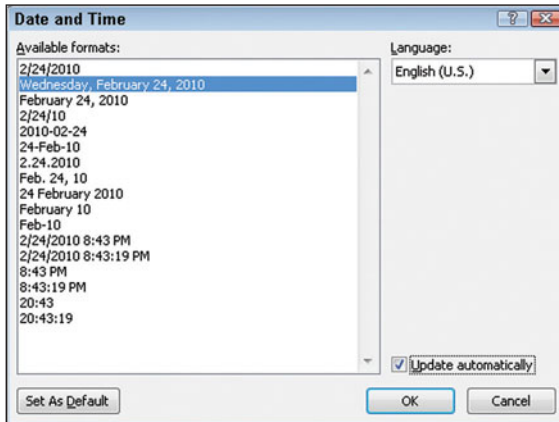 Date and Time
Available formats:
2/24/2010
Wednesday, February 24, 2010
February 24, 2010
2/24/10
2010-02-24
24-Feb-10
2.24.2010
Feb. 24, 10
24 February 2010
February 10
Feb-10
2/24/2010 8:43 PM
2/24/2010 8:43:19 PM
8:43 PM
8:43:19 PM
20:43
20:43:19
Language:
English (U.S.)
Update automatically
Set As Default
OK
Cancel